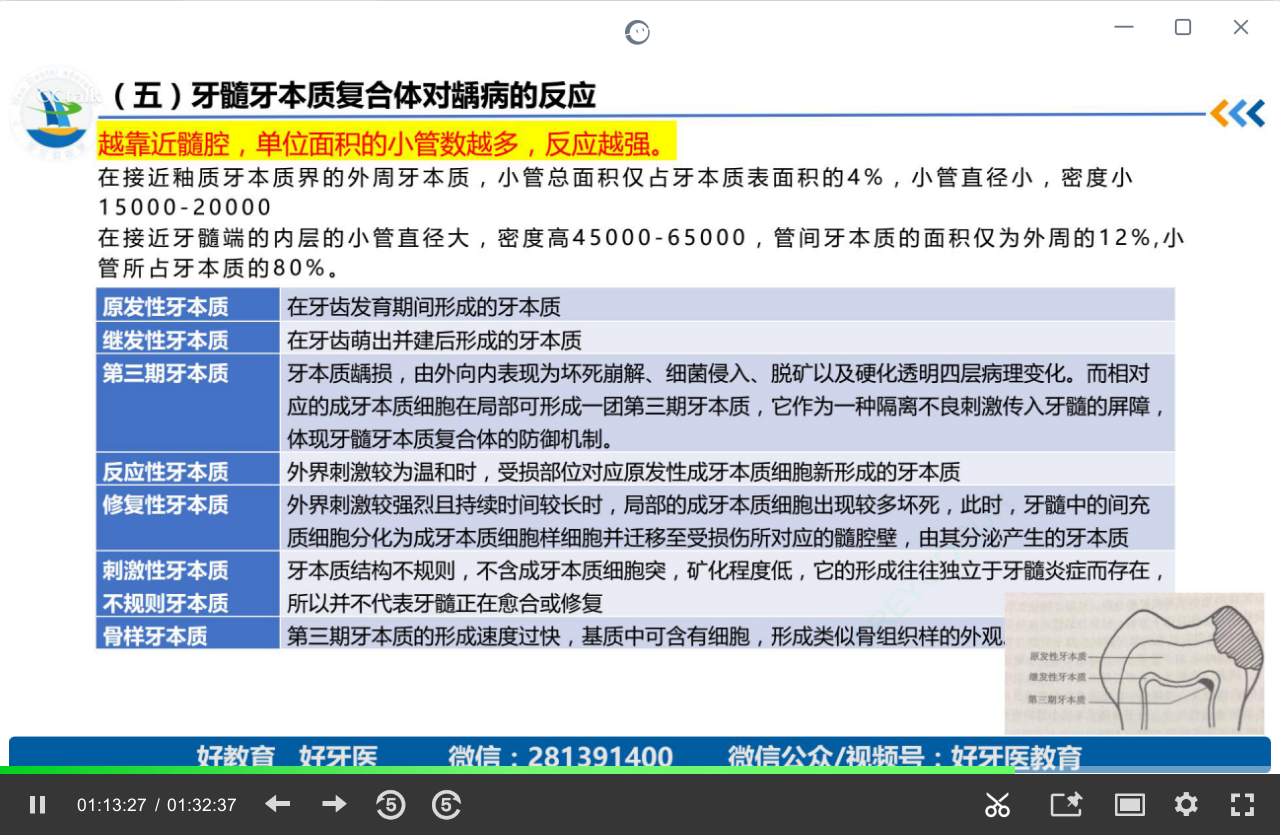 （五）牙髓牙本质复合体对龋病的反应
越靠近髓腔，单位面积的小管数越多，反应越强。
在接近釉质牙本质界的外周牙本质，小管总面积仅占牙本质表面积的4%，小管直径小，密度小
15000-20000
在接近牙髓端的内层的小管直径大，密度高45000-65000，管间牙本质的面积仅为外周的12%,小
管所占牙本质的80%。
原发性牙本质 在牙齿发育期间形成的牙本质
继发性牙本质 在牙齿萌出并建后形成的牙本质
第三期牙本质 牙本质龋损，由外向内表现为坏死崩解、细菌侵入、脱矿以及硬化透明四层病理变化。而相对
应的成牙本质细胞在局部可形成一团第三期牙本质，它作为一种隔离不良刺激传入牙髓的屏障，
体现牙髓牙本质复合体的防御机制。
反应性牙本质 外界刺激较为温和时，受损部位对应原发性成牙本质细胞新形成的牙本质
修复性牙本质 外界刺激较强烈且持续时间较长时，局部的成牙本质细胞出现较多坏死，此时，牙髓中的间充
质细胞分化为成牙本质细胞样细胞并迁移至受损伤所对应的髓腔壁，由其分泌产生的牙本质
刺激性牙本质 牙本质结构不规则，不含成牙本质细胞突，矿化程度低，它的形成往往独立于牙髓炎症而存在，
不规则牙本质 所以并不代表牙髓正在愈合或修复
骨样牙本质 第三期牙本质的形成速度过快，基质中可含有细胞，形成类似骨组织样的外观
原发性牙本质
继发性牙本质
第三期牙本质
好教育 好牙医 微信：281391400 微信公众/视频号：好牙医教育
01:13:27 / 01:32:37
5 5